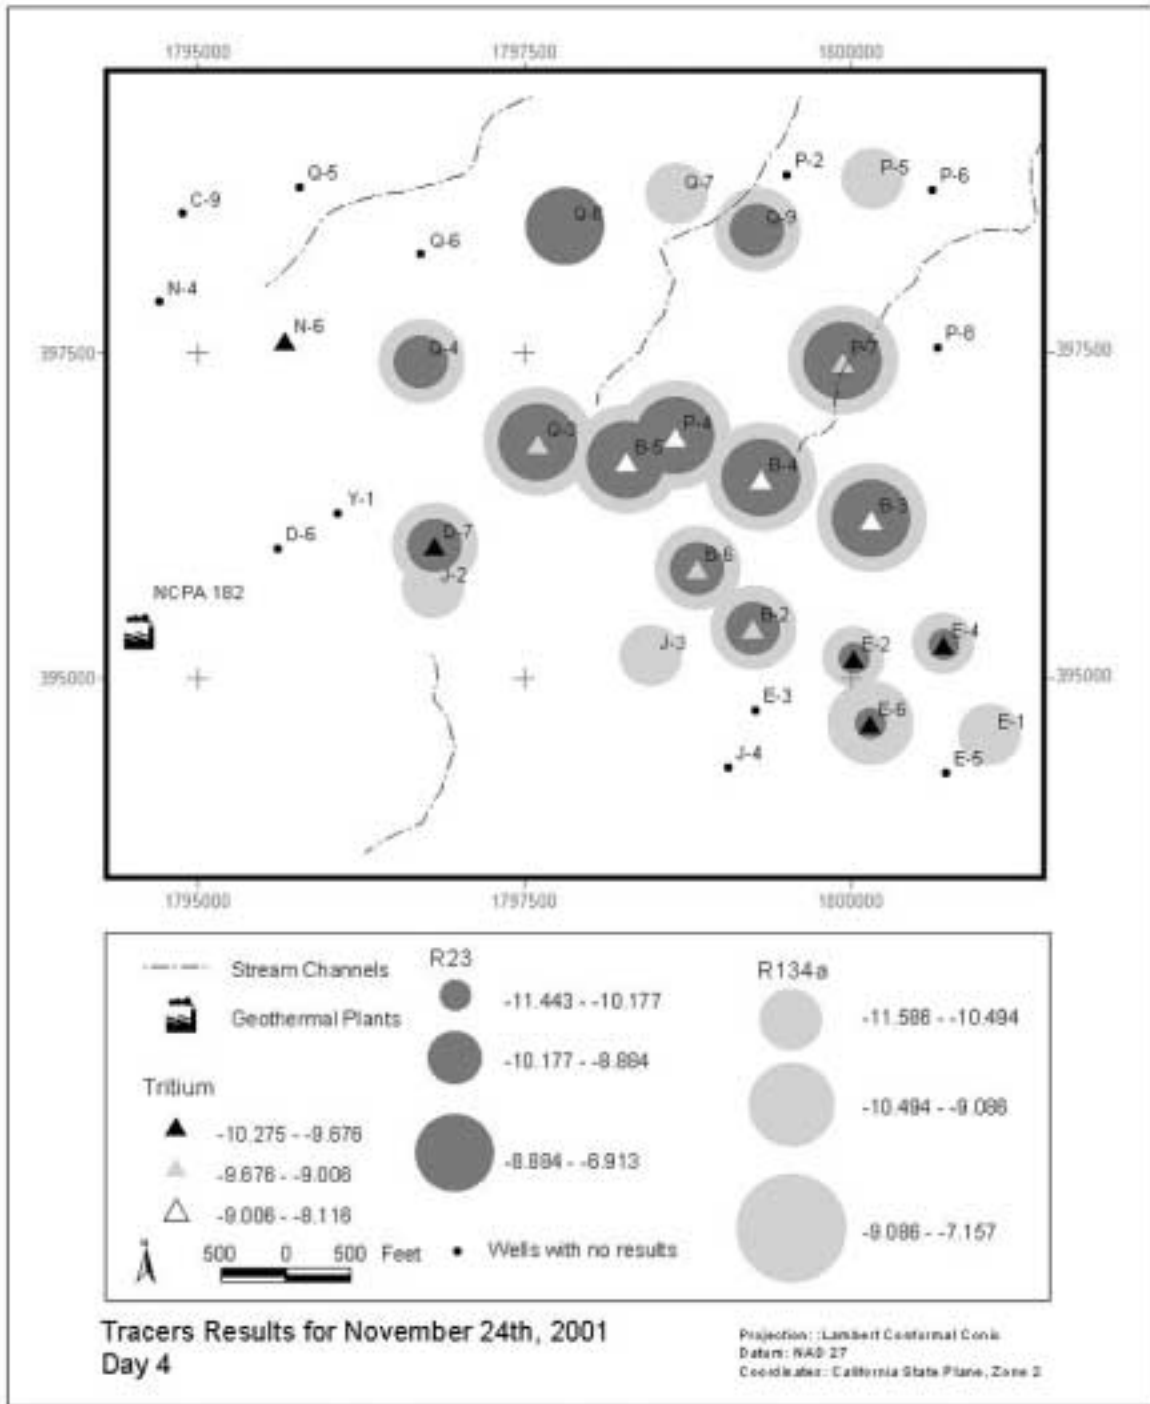 1795000 1797500 1800000
P-2 P-5
Q-5 Q-7 P-6
C-9 Q-8 Q-9
Q-6
N-4
N-6
397500 Q-4 P-7 P-8 397500
Q-3 P-4
B-5 B-4
Y-1 B-3
D-6 D-7
J-2 B-6
NCPA 182
B-2
J-3 E-2 E-4
395000 395000
E-3 E-6 E-1
J-4 E-5
1795000 1797500 1800000
Stream Channels
Geothermal Plants
Tritium
-10.275 - -9.676
-9.676 - -9.006
-9.006 - -8.116
N
500 0 500 Feet
R23
-11.443 - -10.177
-10.177 - -8.884
-8.884 - -6.913
Wells with no results
R134a
-11.586 - -10.494
-10.494 - -9.086
-9.086 - -7.157
Tracers Results for November 24th, 2001
Day 4
Projection: :Lambert Conformal Conic
Datum: NAD 27
Coordinates: California State Plane, Zone 2